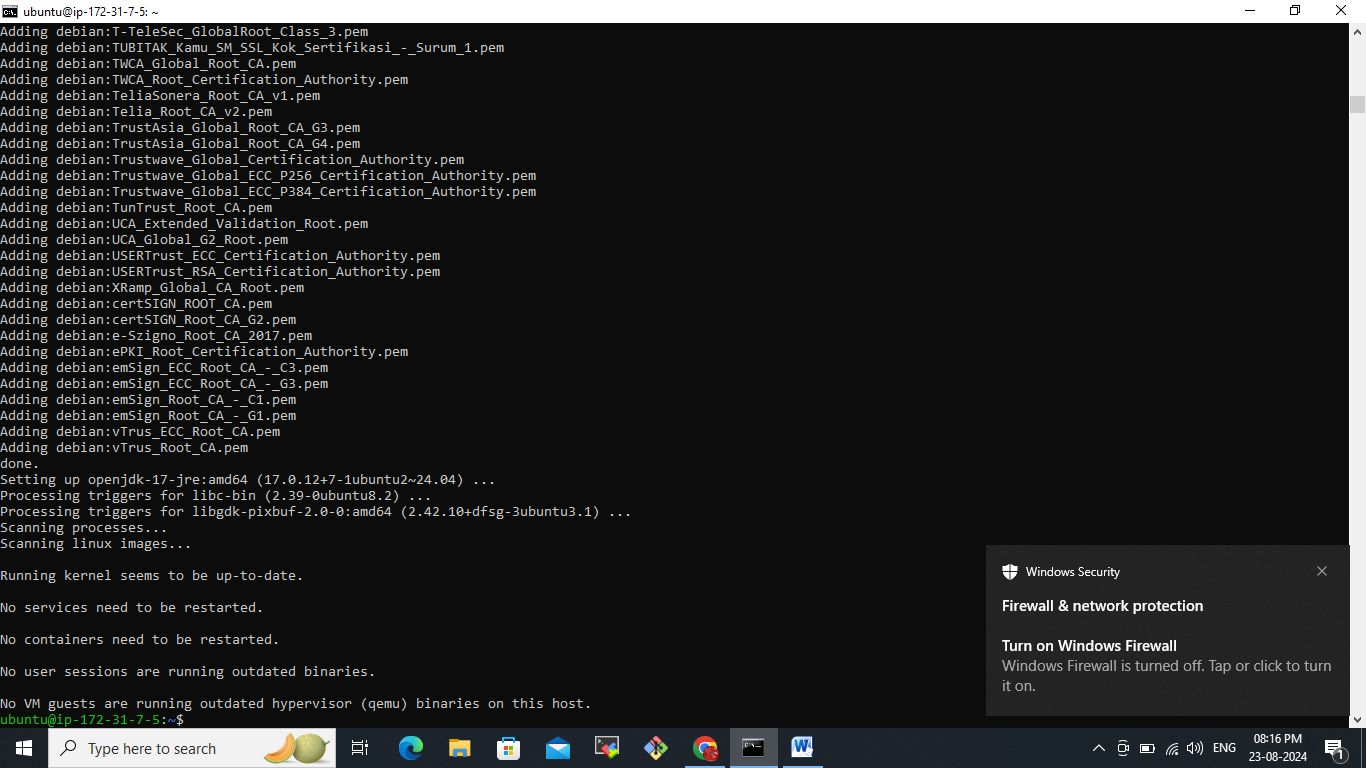 ubuntu@ip-172-31-7-5: ~
Adding debian:T-TeleSec_GlobalRoot_Class_3.pem
Adding debian:TUBITAK_Kamu_SM_SSL_Kok_Sertifikasi_-_Surum_1.pem
Adding debian:TWCA_Global_Root_CA.pem
Adding debian:TWCA_Root_Certification_Authority.pem
Adding debian:TeliaSonera_Root_CA_v1.pem
Adding debian:Telia_Root_CA_v2.pem
Adding debian:TrustAsia_Global_Root_CA_G3.pem
Adding debian:TrustAsia_Global_Root_CA_G4.pem
Adding debian:Trustwave_Global_Certification_Authority.pem
Adding debian:Trustwave_Global_ECC_P256_Certification_Authority.pem
Adding debian:Trustwave_Global_ECC_P384_Certification_Authority.pem
Adding debian:TunTrust_Root_CA.pem
Adding debian:UCA_Extended_Validation_Root.pem
Adding debian:UCA_Global_G2_Root.pem
Adding debian:USERTrust_ECC_Certification_Authority.pem
Adding debian:USERTrust_RSA_Certification_Authority.pem
Adding debian:XRamp_Global_CA_Root.pem
Adding debian:certSIGN_ROOT_CA.pem
Adding debian:certSIGN_Root_CA_G2.pem
Adding debian:e-Szigno_Root_CA_2017.pem
Adding debian:ePKI_Root_Certification_Authority.pem
Adding debian:emSign_ECC_Root_CA_-_C3.pem
Adding debian:emSign_ECC_Root_CA_-_G3.pem
Adding debian:emSign_Root_CA_-_C1.pem
Adding debian:emSign_Root_CA_-_G1.pem
Adding debian:vTrus_ECC_Root_CA.pem
Adding debian:vTrus_Root_CA.pem
done.
Setting up openjdk-17-jre:amd64 (17.0.12+7-1ubuntu2~24.04) ...
Processing triggers for libc-bin (2.39-0ubuntu8.2) ...
Processing triggers for libgdk-pixbuf-2.0-0:amd64 (2.42.10+dfsg-3ubuntu3.1) ...
Scanning processes...
Scanning linux images...
Running kernel seems to be up-to-date.
No services need to be restarted.
No containers need to be restarted.
No user sessions are running outdated binaries.
No VM guests are running outdated hypervisor (qemu) binaries on this host.
ubuntu@ip-172-31-7-5:~$
Windows Security
Firewall & network protection
Turn on Windows Firewall
Windows Firewall is turned off. Tap or click to turn
it on.
Type here to search
ENG
08:16 PM
23-08-2024
1